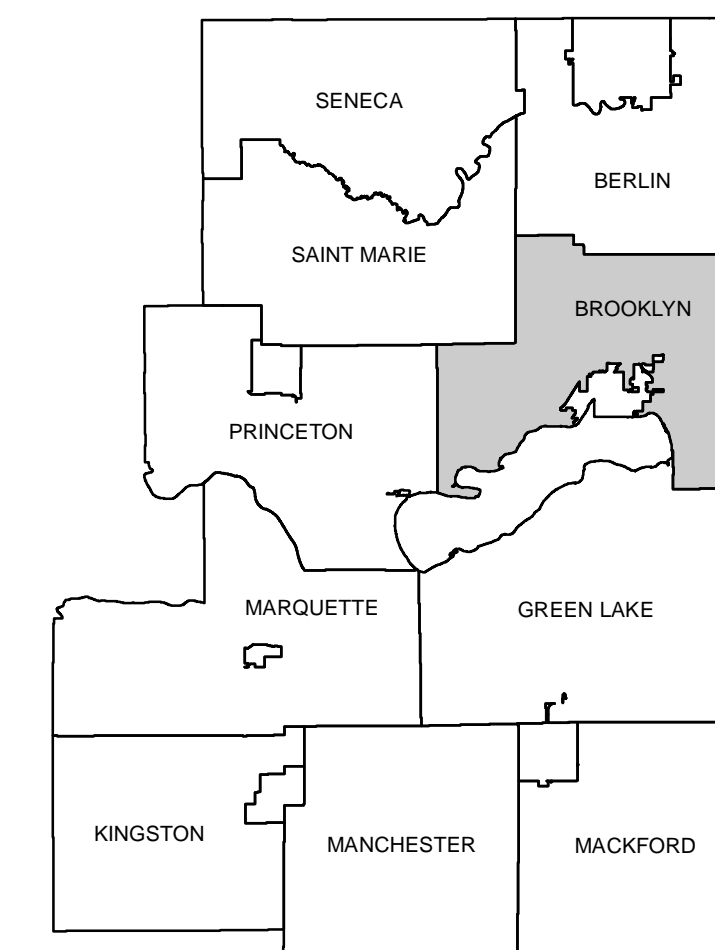 SENECA
BERLIN
SAINT MARIE
BROOKLYN
PRINCETON
MARQUETTE
GREEN LAKE
KINGSTON
MANCHESTER
MACKFORD